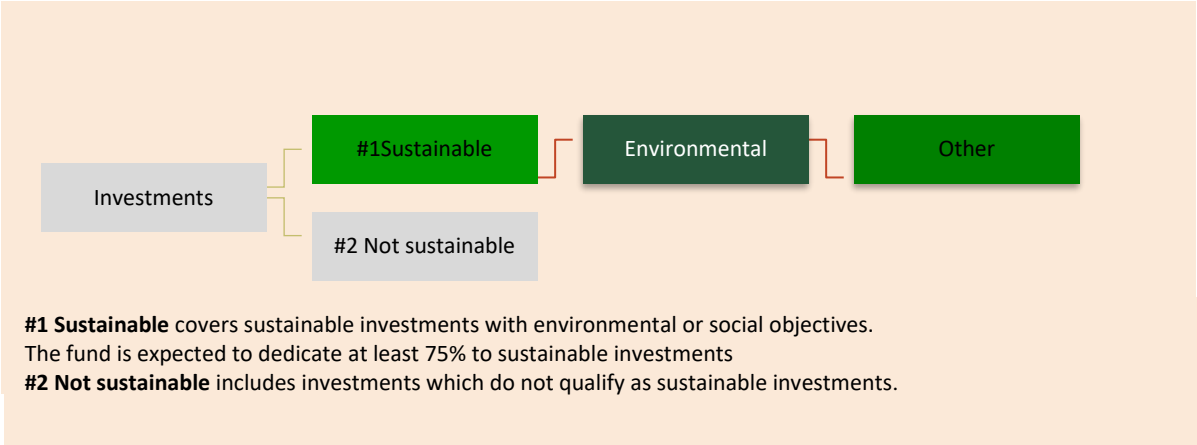 #1Sustainable
Environmental
Other
Investments
#2 Not sustainable
#1 Sustainable covers sustainable investments with environmental or social objectives.
The fund is expected to dedicate at least 75% to sustainable investments
#2 Not sustainable includes investments which do not qualify as sustainable investments.